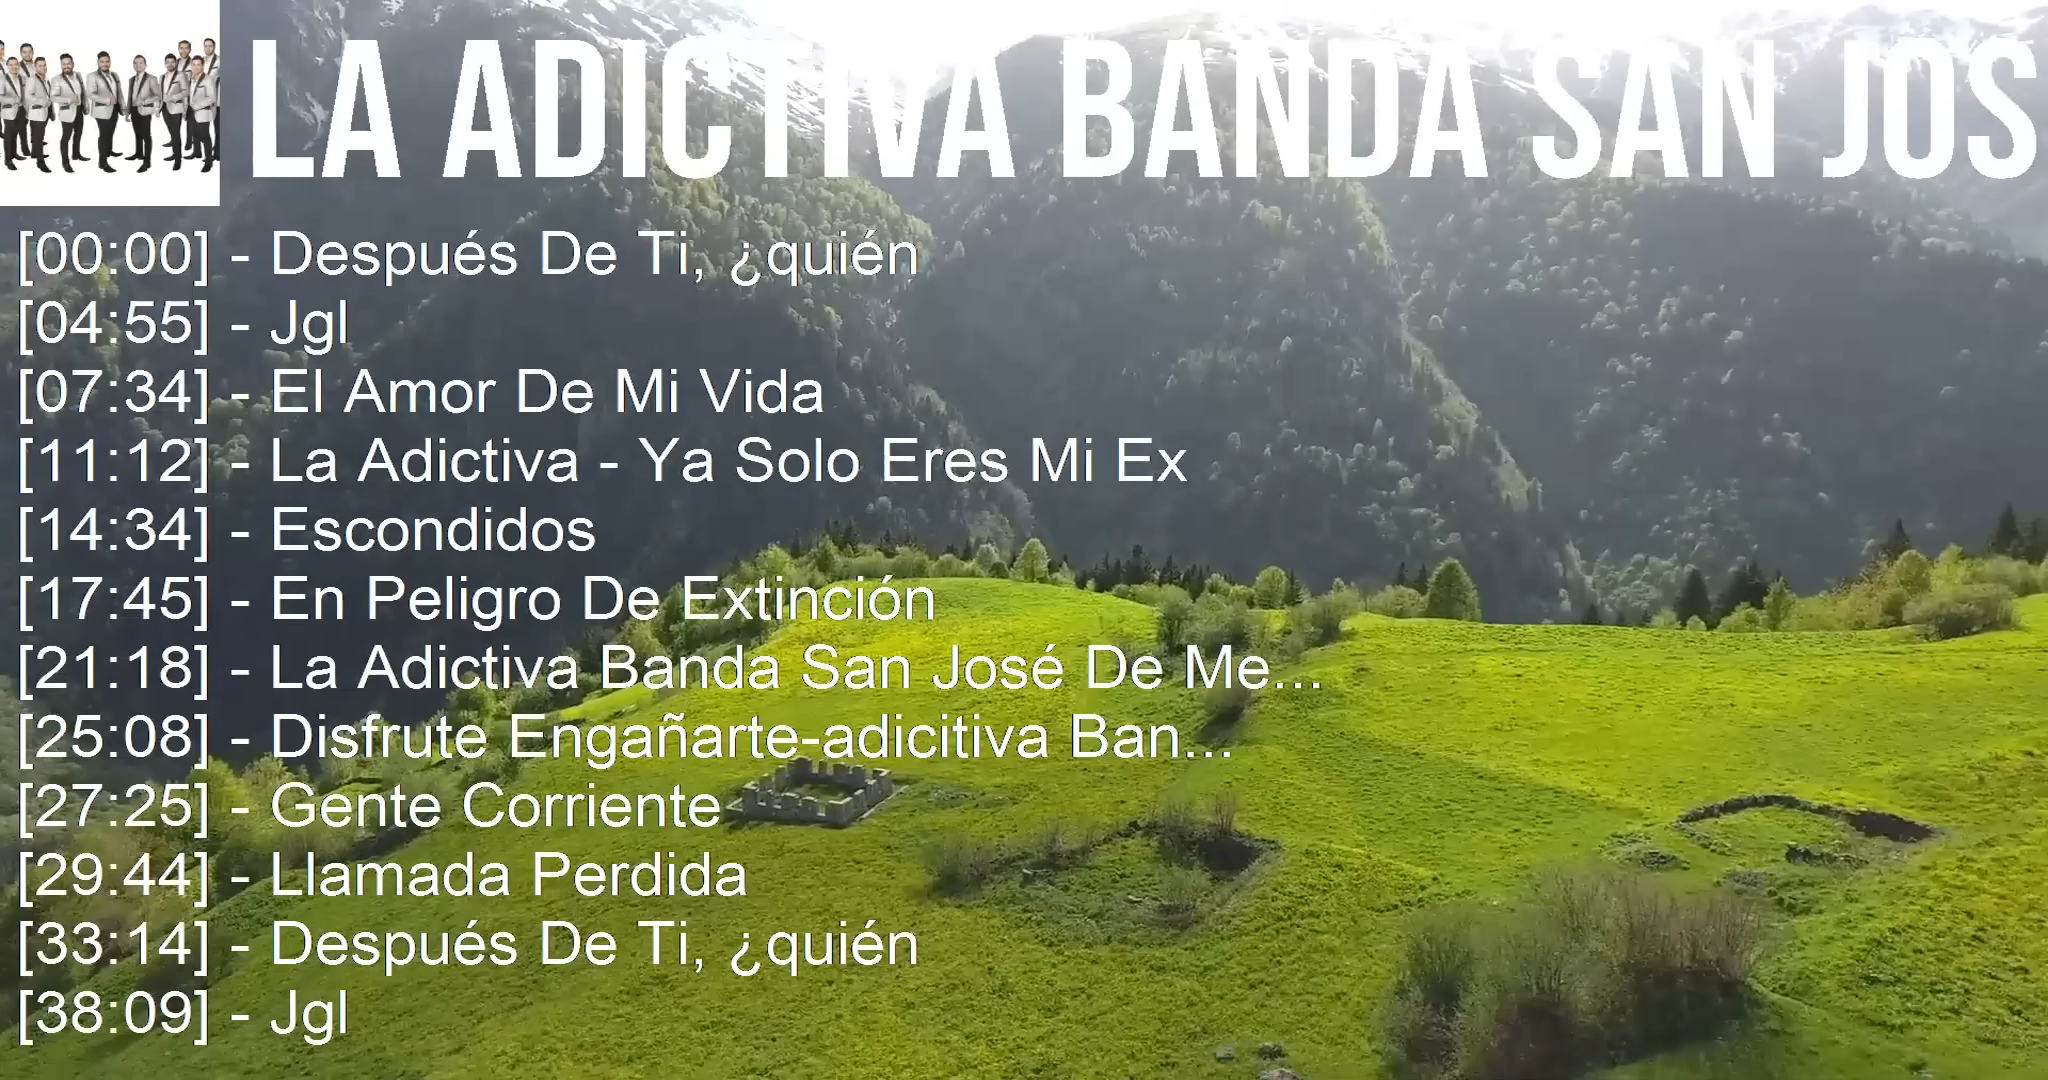 LA ADICTIVA BANDA SAN JOS
[00:00] - Después De Ti, ¿quién
[04:55] - Jgl
[07:34] - El Amor De Mi Vida
[11:12] - La Adictiva - Ya Solo Eres Mi Ex
[14:34] - Escondidos
[17:45] - En Peligro De Extinción
[21:18] - La Adictiva Banda San José De Me...
[25:08] - Disfrute Engañarte-adicitiva Ban...
[27:25] - Gente Corriente
[29:44] - Llamada Perdida
[33:14] - Después De Ti, ¿quién
[38:09] - Jgl